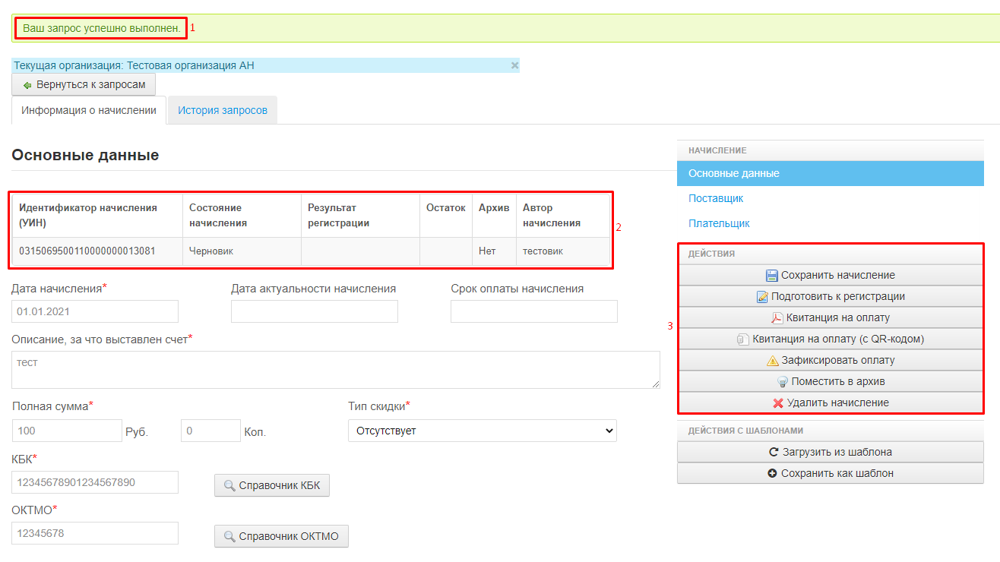 Ваш запрос успешно выполнен. 1
Текущая организация: Тестовая организация АН
Вернуться к запросам
Информация о начислении История запросов
Основные данные
Идентификатор начисления (УИН) Состояние начисления Результат регистрации Остаток Архив Автор начисления
0315069500110000000013081 Черновик Нет тестовик
2
Дата начисления* Дата актуальности начисления Срок оплаты начисления
01.01.2021
Описание, за что выставлен счет*
тест
Полная сумма* Тип скидки*
100 Руб. 0 Коп. Отсутствует
КБК*
12345678901234567890 Справочник КБК
ОКТМО*
12345678 Справочник ОКТМО
НАЧИСЛЕНИЕ
Основные данные
Поставщик
Плательщик
ДЕЙСТВИЯ
Сохранить начисление
Подготовить к регистрации
Квитанция на оплату
3
Квитанция на оплату (с QR-кодом)
Зафиксировать оплату
Поместить в архив
Удалить начисление
ДЕЙСТВИЯ С ШАБЛОНАМИ
Загрузить из шаблона
Сохранить как шаблон